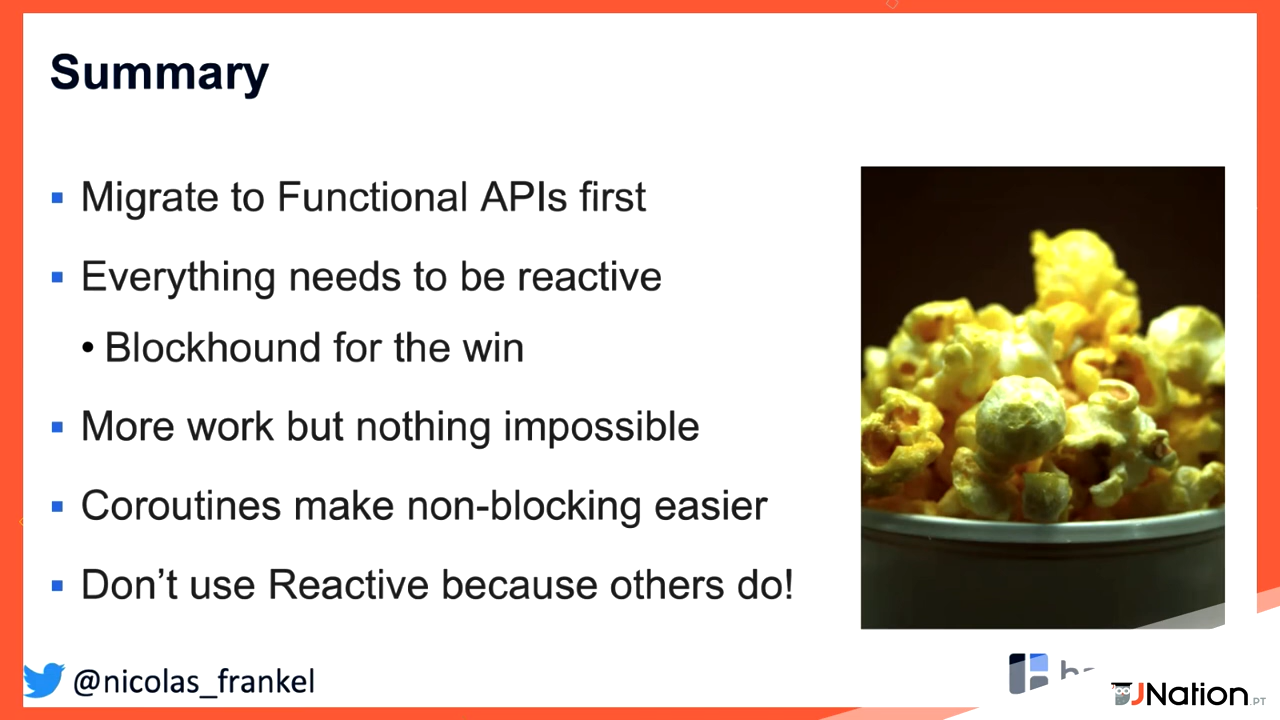 Summary
Migrate to Functional APIs first
Everything needs to be reactive
Blockhound for the win
More work but nothing impossible
Coroutines make non-blocking easier
Don’t use Reactive because others do!
@nicolas_frankel
JNation.PT